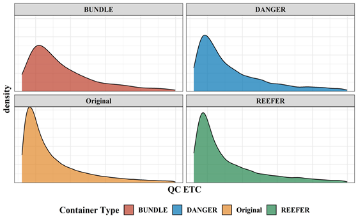 BUNDLE
DANGER
density
Original
REEFER
QC ETC
Container Type BUNDLE DANGER Original REEFER